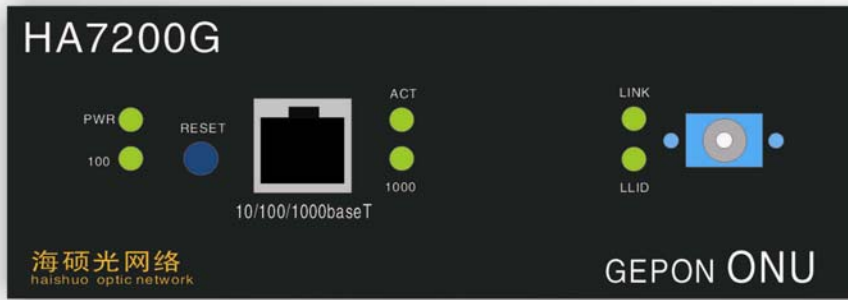 HA7200G
PWR
100
RESET
10/100/1000baseT
ACT
1000
LINK
LLID
海硕光网络
haishuo optic network
GEPON ONU